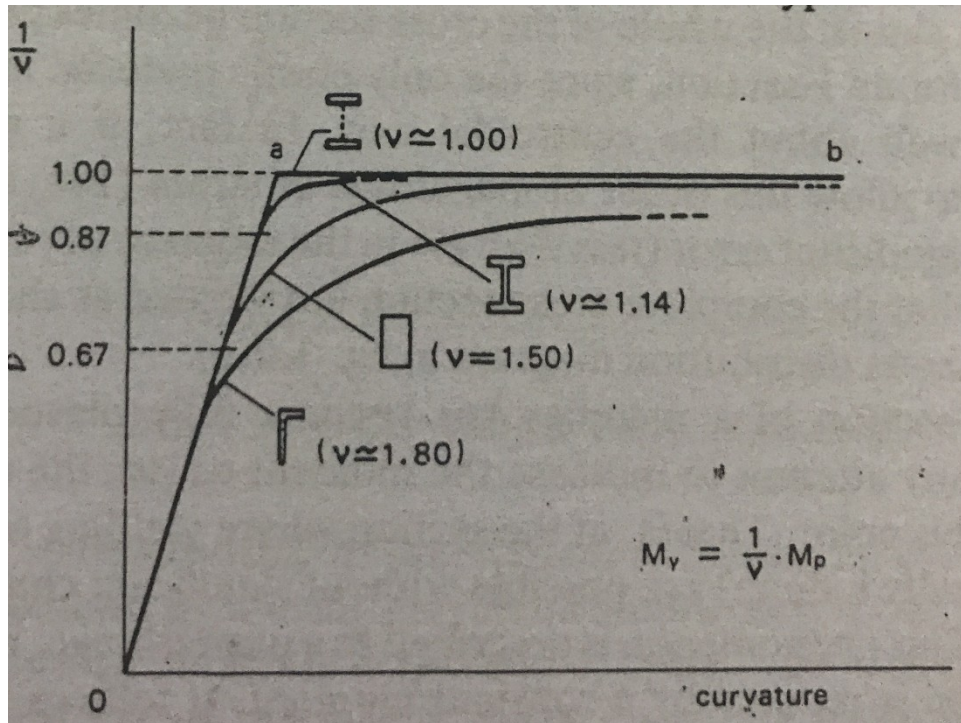 1
ν
a
(ν≃1.00)
b
1.00
0.87
(ν≃1.14)
(ν=1.50)
0.67
(ν≃1.80)
Mᵧ = 1/ν · Mₚ
0
curvature